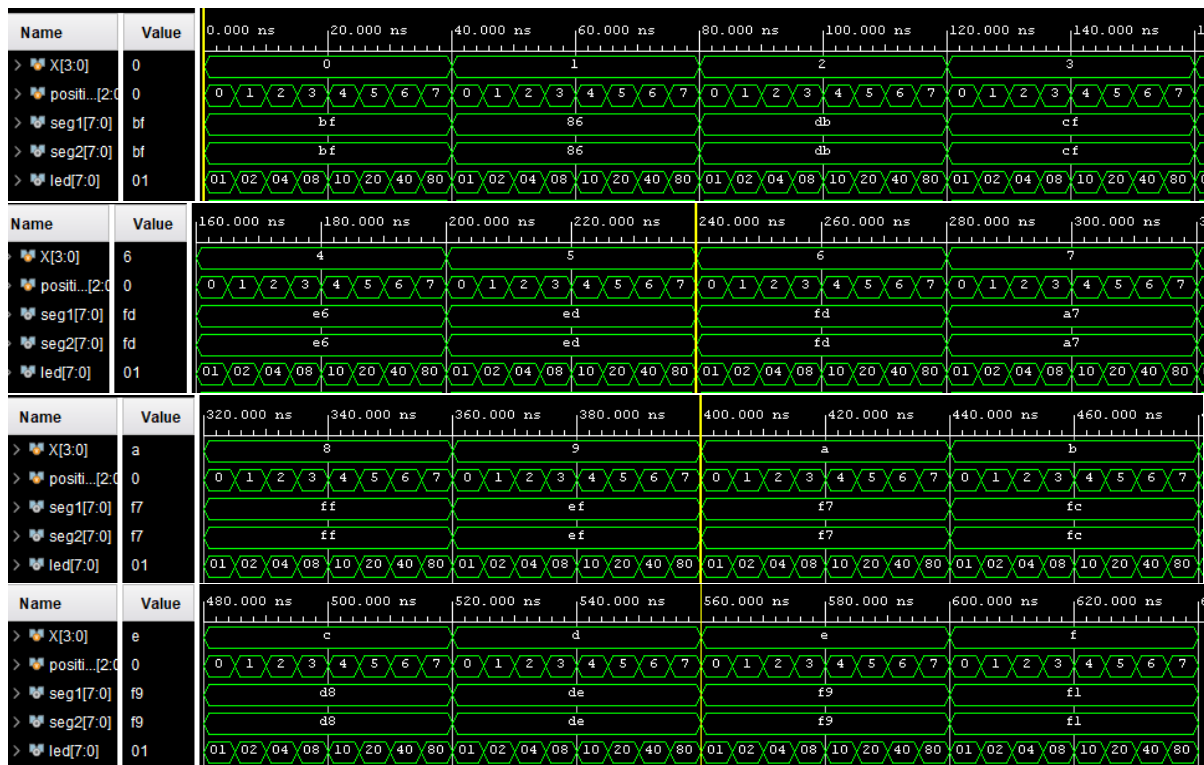 Name Value 0.000 ns 20.000 ns 40.000 ns 60.000 ns 80.000 ns 100.000 ns 120.000 ns 140.000 ns
X[3:0] 0 0 1 2 3
positi...[2:0 0 0 1 2 3 4 5 6 7 0 1 2 3 4 5 6 7 0 1 2 3 4 5 6 7 0 1 2 3 4 5 6 7
seg1[7:0] bf bf 86 db cf
seg2[7:0] bf bf 86 db cf
led[7:0] 01 01 02 04 08 10 20 40 80 01 02 04 08 10 20 40 80 01 02 04 08 10 20 40 80 01 02 04 08 10 20 40 80
Name Value 160.000 ns 180.000 ns 200.000 ns 220.000 ns 240.000 ns 260.000 ns 280.000 ns 300.000 ns
X[3:0] 6 4 5 6 7
positi...[2:0 0 0 1 2 3 4 5 6 7 0 1 2 3 4 5 6 7 0 1 2 3 4 5 6 7 0 1 2 3 4 5 6 7
seg1[7:0] fd e6 ed fd a7
seg2[7:0] fd e6 ed fd a7
led[7:0] 01 01 02 04 08 10 20 40 80 01 02 04 08 10 20 40 80 01 02 04 08 10 20 40 80 01 02 04 08 10 20 40 80
Name Value 320.000 ns 340.000 ns 360.000 ns 380.000 ns 400.000 ns 420.000 ns 440.000 ns 460.000 ns
X[3:0] a 8 9 a b
positi...[2:0 0 0 1 2 3 4 5 6 7 0 1 2 3 4 5 6 7 0 1 2 3 4 5 6 7 0 1 2 3 4 5 6 7
seg1[7:0] f7 ff ef f7 fc
seg2[7:0] f7 ff ef f7 fc
led[7:0] 01 01 02 04 08 10 20 40 80 01 02 04 08 10 20 40 80 01 02 04 08 10 20 40 80 01 02 04 08 10 20 40 80
Name Value 480.000 ns 500.000 ns 520.000 ns 540.000 ns 560.000 ns 580.000 ns 600.000 ns 620.000 ns
X[3:0] e c d e f
positi...[2:0 0 0 1 2 3 4 5 6 7 0 1 2 3 4 5 6 7 0 1 2 3 4 5 6 7 0 1 2 3 4 5 6 7
seg1[7:0] f9 d8 de f9 f1
seg2[7:0] f9 d8 de f9 f1
led[7:0] 01 01 02 04 08 10 20 40 80 01 02 04 08 10 20 40 80 01 02 04 08 10 20 40 80 01 02 04 08 10 20 40 80